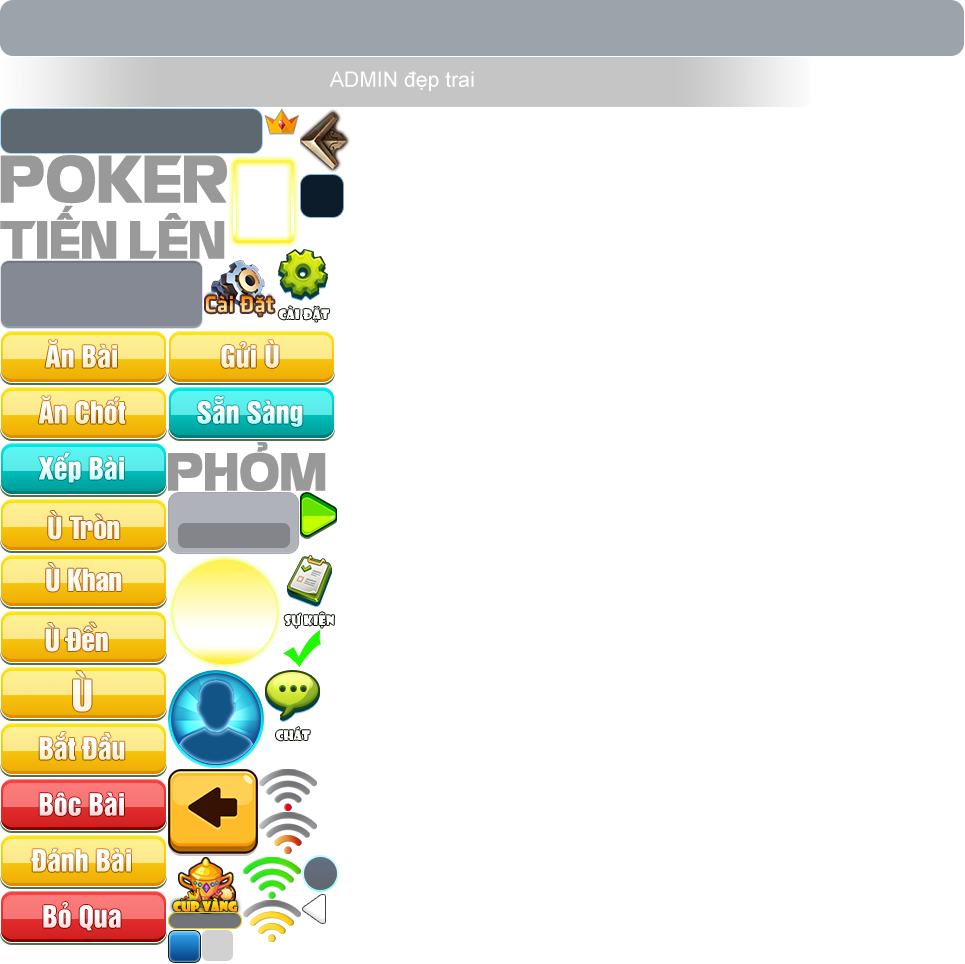 ADMIN đẹp trai
POKER
TIẾN LÊN
Cài Đặt
CÀI ĐẶT
Ăn Bài
Gửi Ù
Ăn Chốt
Sẵn Sàng
Xếp Bài
PHỎM
Ù Tròn
Ù Khan
SỰ KIỆN
Ù Đền
Ù
CHÁT
Bắt Đầu
Bôc Bài
Đánh Bài
CÚP VÀNG
Bỏ Qua